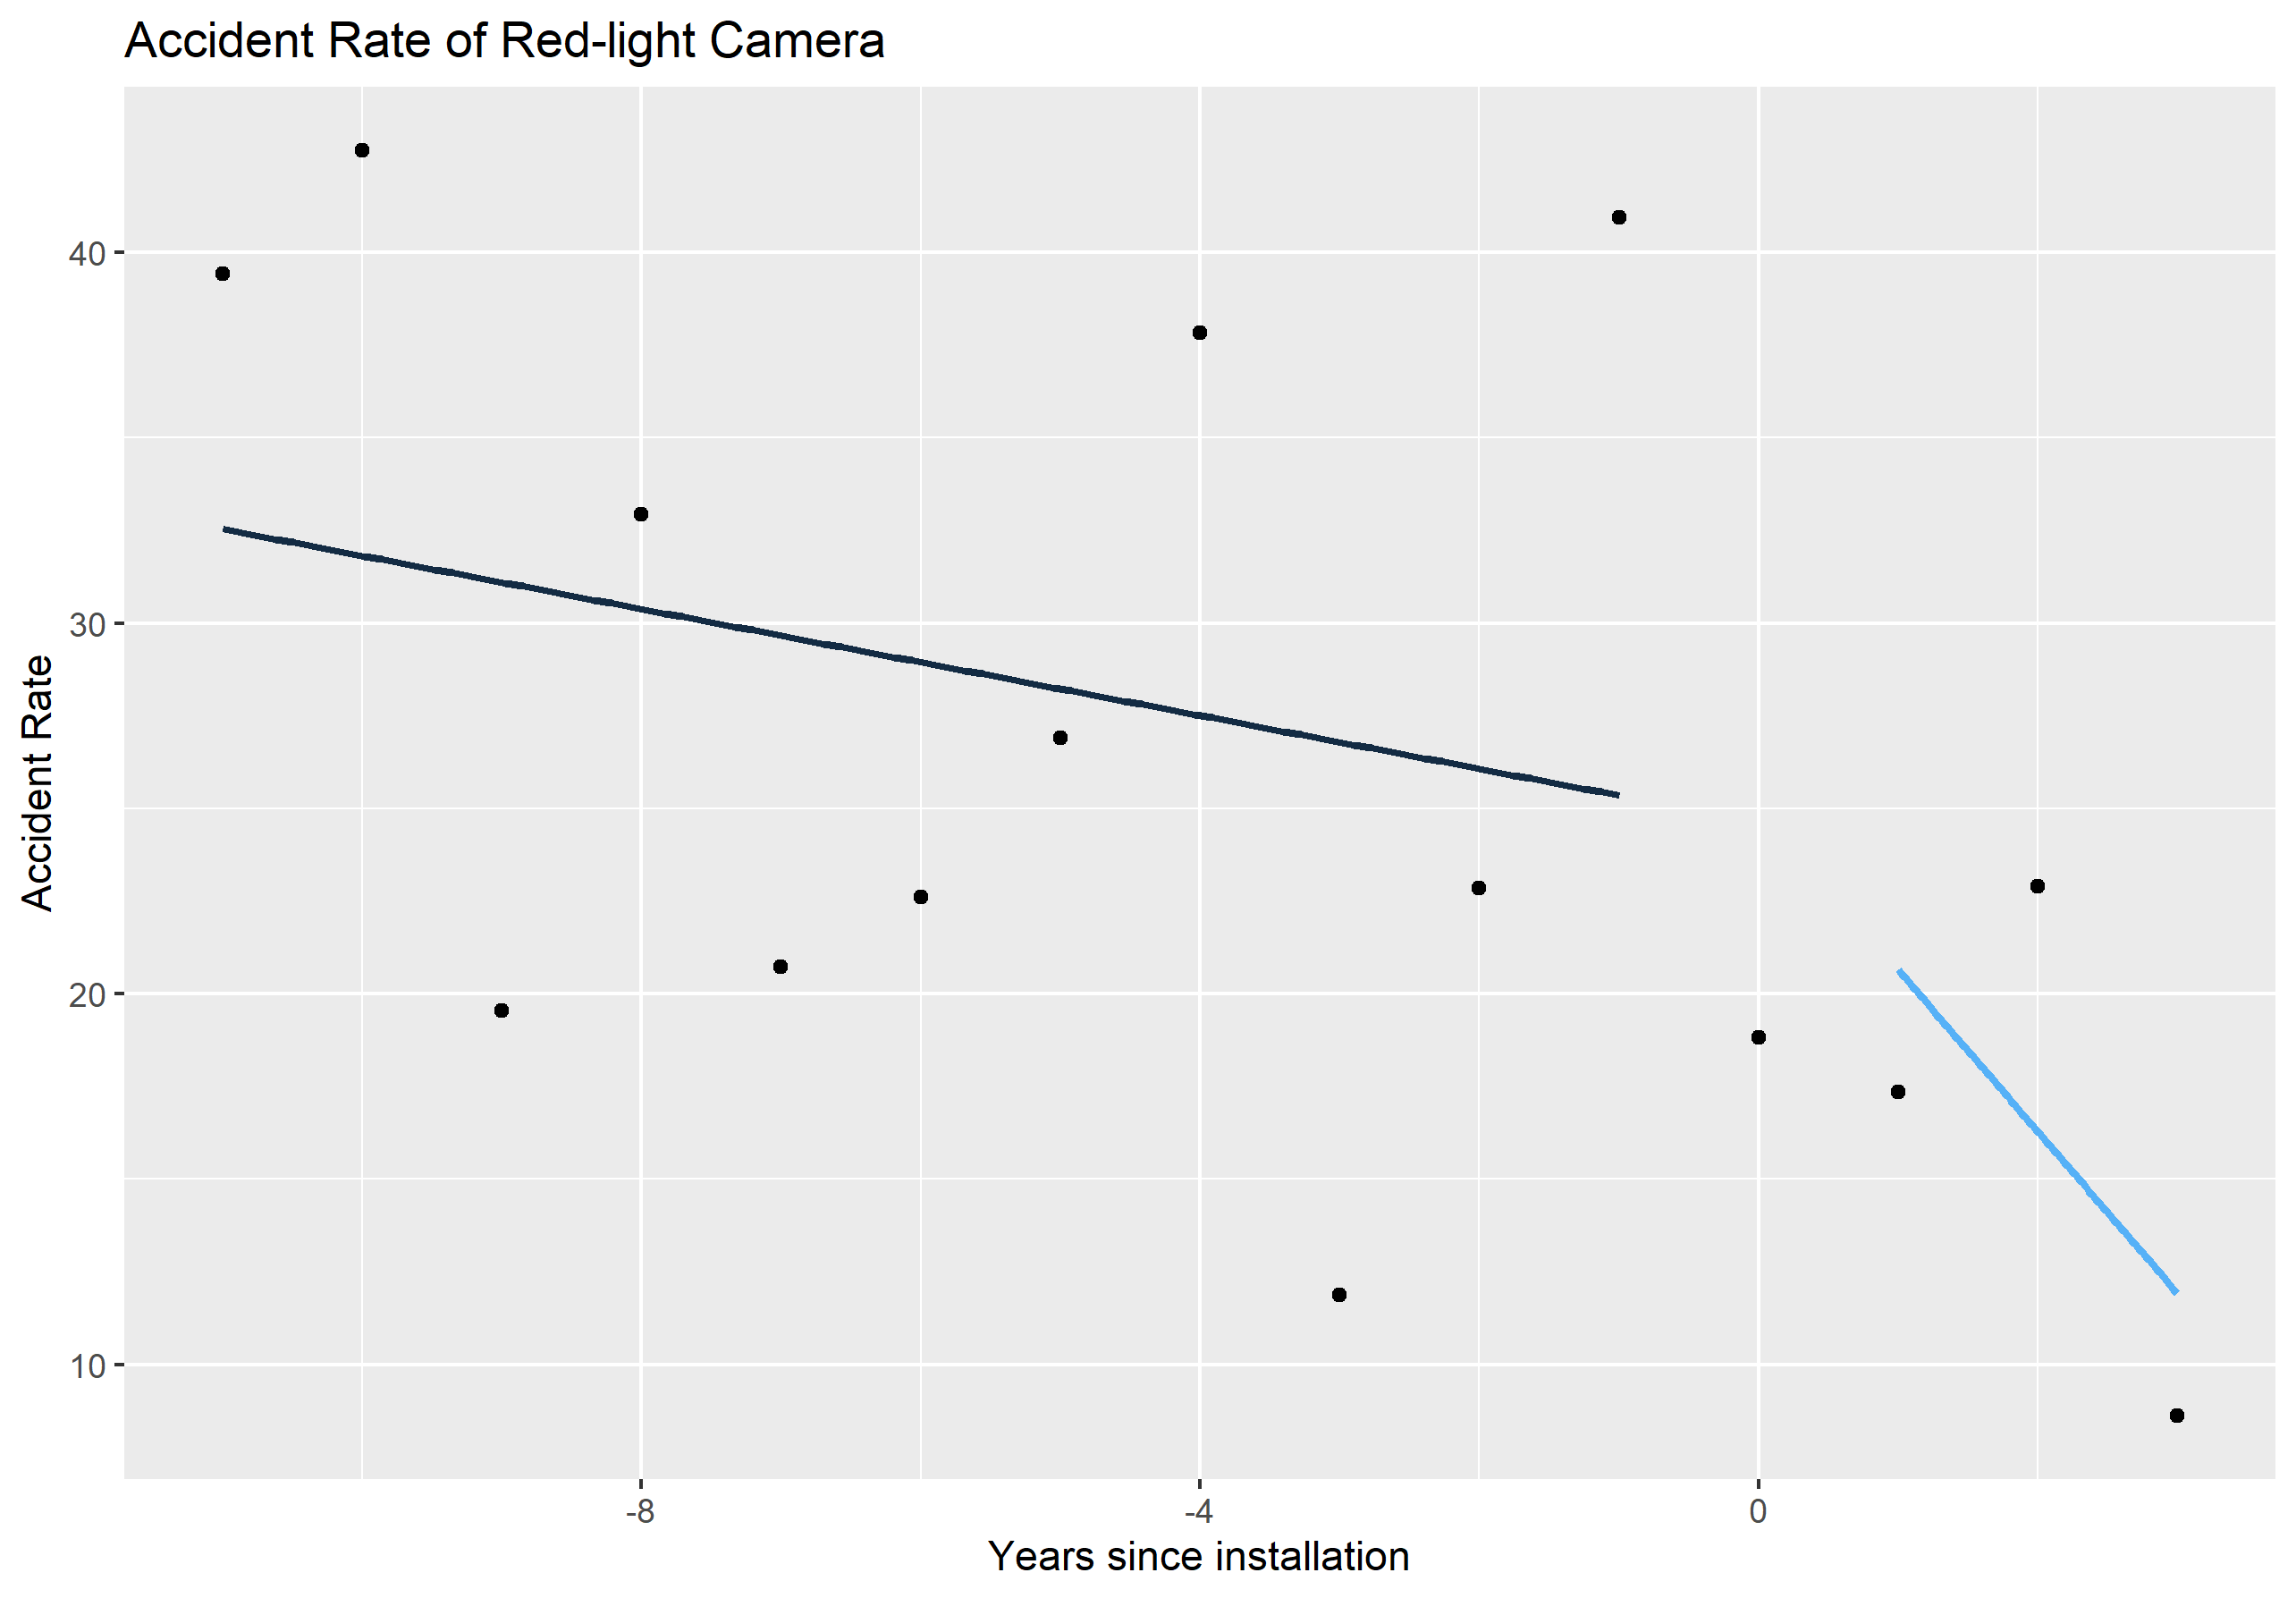 Accident Rate of Red-light Camera
40
30
20
10
Accident Rate
-8
-4
0
Years since installation